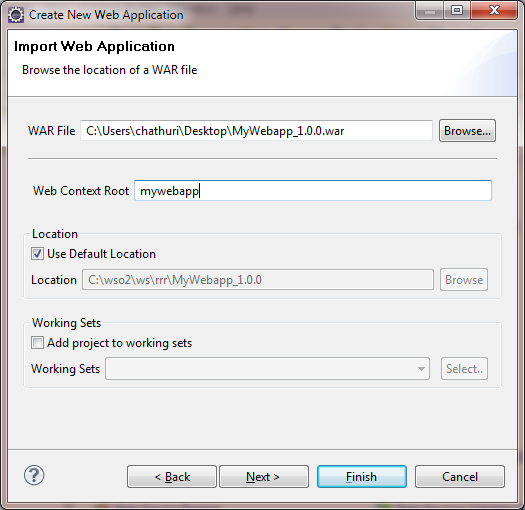 Create New Web Application
Import Web Application
Browse the location of a WAR file
WAR File C:\Users\chathuri\Desktop\MyWebapp_1.0.0.war Browse...
Web Context Root mywebapp
Location
Use Default Location
Location C:\wso2\ws\rrr\MyWebapp_1.0.0 Browse
Working Sets
Add project to working sets
Working Sets Select..
? < Back Next > Finish Cancel